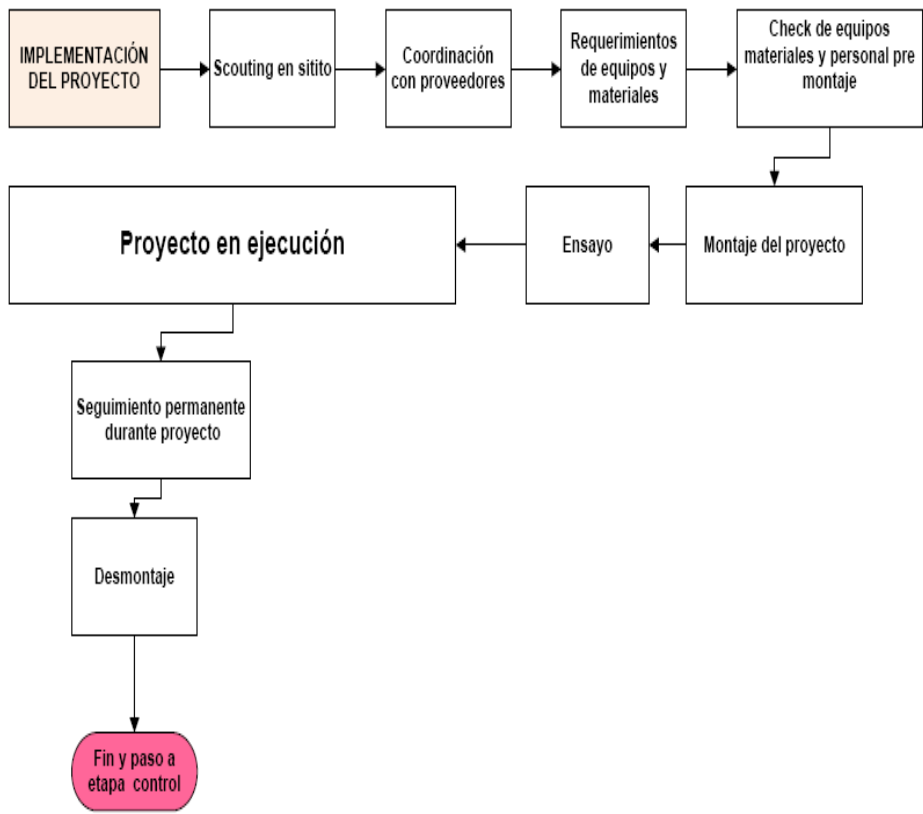 IMPLEMENTACIÓN
DEL PROYECTO
Scouting en sitito
Coordinación
con proveedores
Requerimientos
de equipos y
materiales
Check de equipos
materiales y personal pre
montaje
Montaje del proyecto
Ensayo
Proyecto en ejecución
Seguimiento permanente
durante proyecto
Desmontaje
Fin y paso a
etapa control